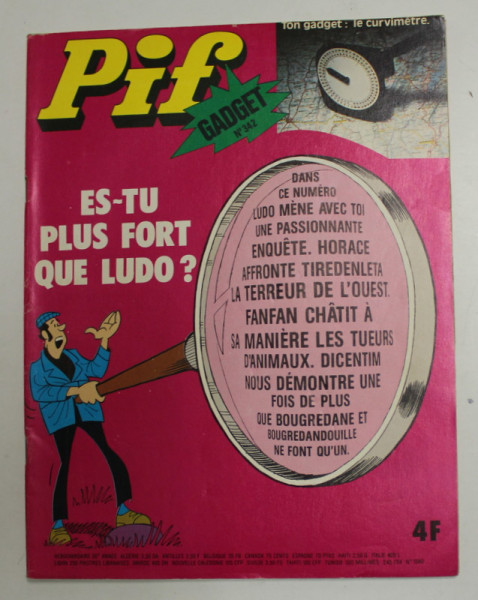 Ton gadget : le curvimètre.
Pif
GADGET
N° 342
ES-TU
PLUS FORT
QUE LUDO ?
DANS
CE NUMÉRO
LUDO MÈNE AVEC TOI
UNE PASSIONNANTE
ENQUÊTE. HORACE
AFFRONTE TIREDENLETA
LA TERREUR DE L'OUEST.
FANFAN CHÂTIT À
SA MANIÈRE LES TUEURS
D'ANIMAUX. DICENTIM
NOUS DÉMONTRE UNE
FOIS DE PLUS
QUE BOUGREDANE ET
BOUGREDANDOUILLE
NE FONT QU'UN.
4F